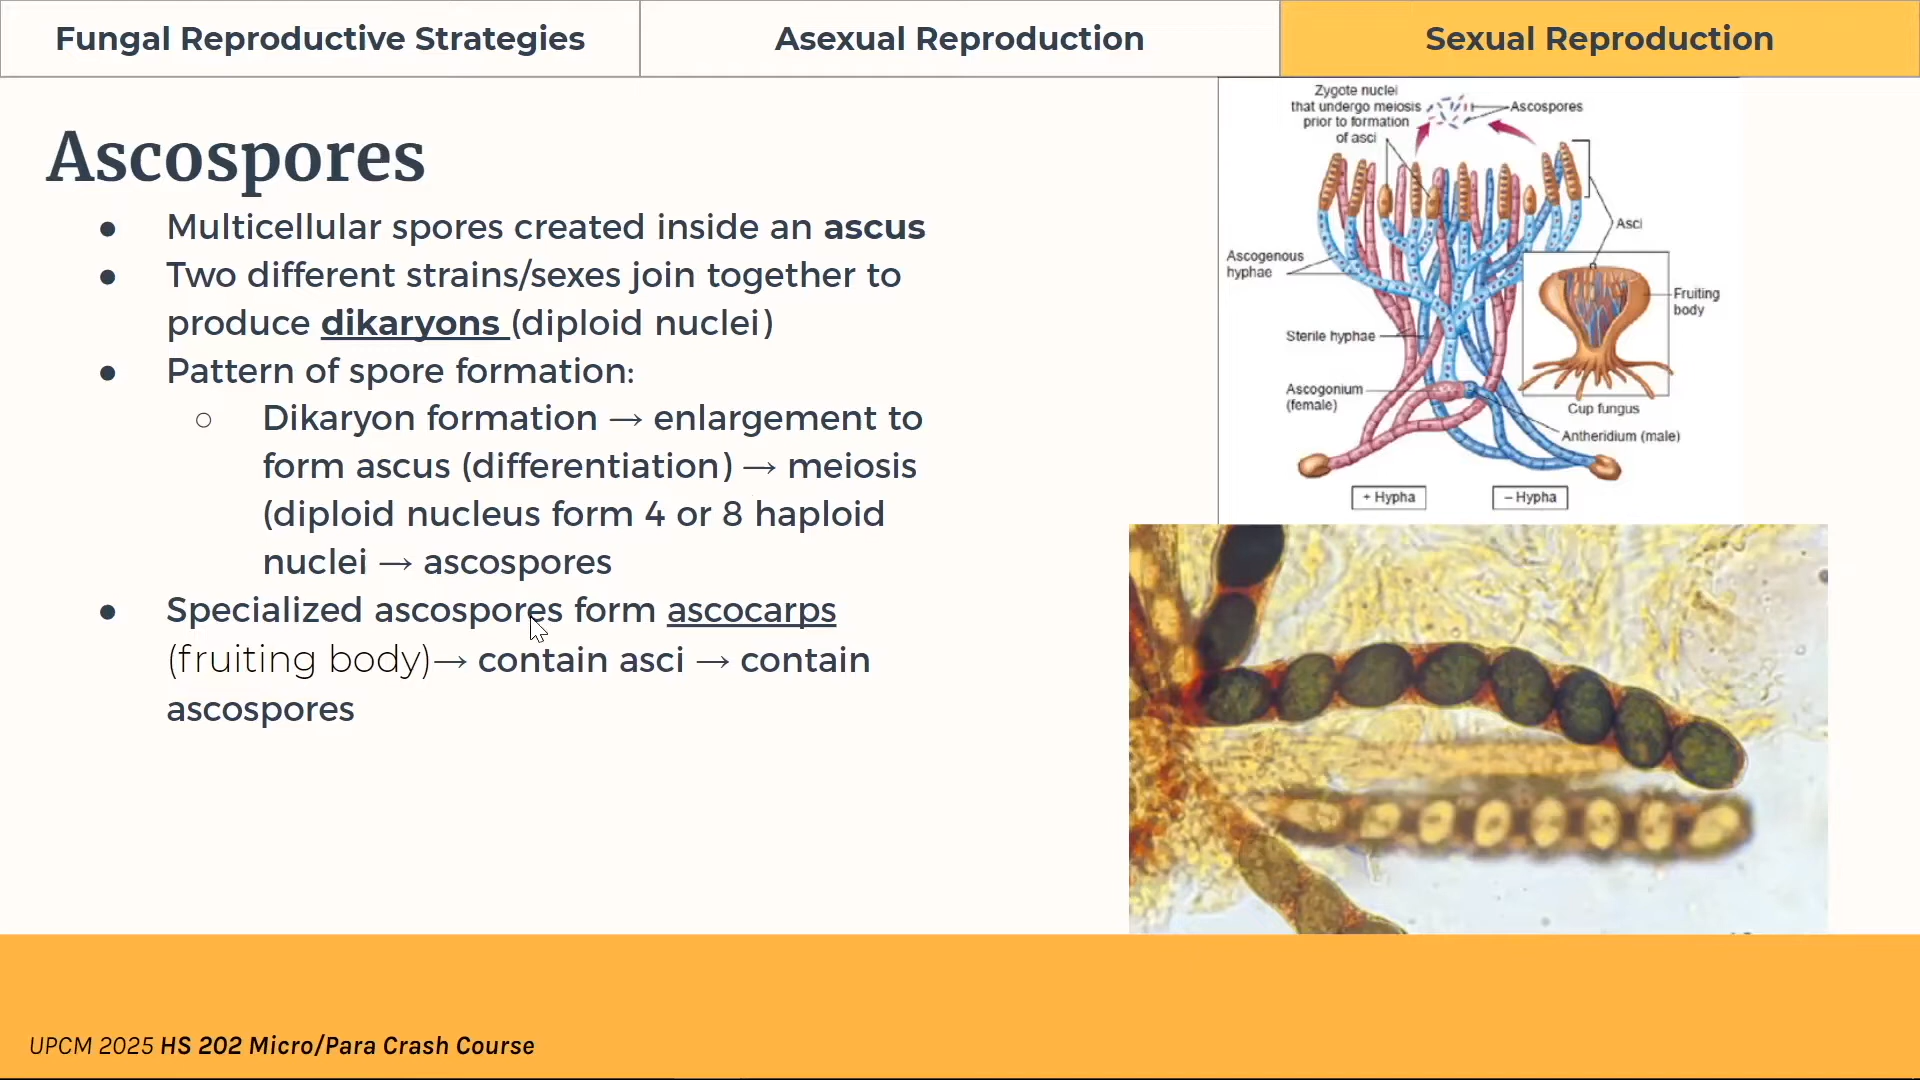 Fungal Reproductive Strategies
Asexual Reproduction
Sexual Reproduction
Ascospores
● Multicellular spores created inside an ascus
● Two different strains/sexes join together to
produce dikaryons (diploid nuclei)
● Pattern of spore formation:
○ Dikaryon formation → enlargement to
form ascus (differentiation) → meiosis
(diploid nucleus form 4 or 8 haploid
nuclei → ascospores
● Specialized ascospores form ascocarps
(fruiting body)→ contain asci → contain
ascospores
Zygote nuclei
that undergo meiosis
prior to formation
of asci
Ascospores
Asci
Ascogenous
hyphae
Fruiting
body
Sterile hyphae
Ascogonium
(female)
Cup fungus
Antheridium (male)
+ Hypha
– Hypha
UPCM 2025 HS 202 Micro/Para Crash Course